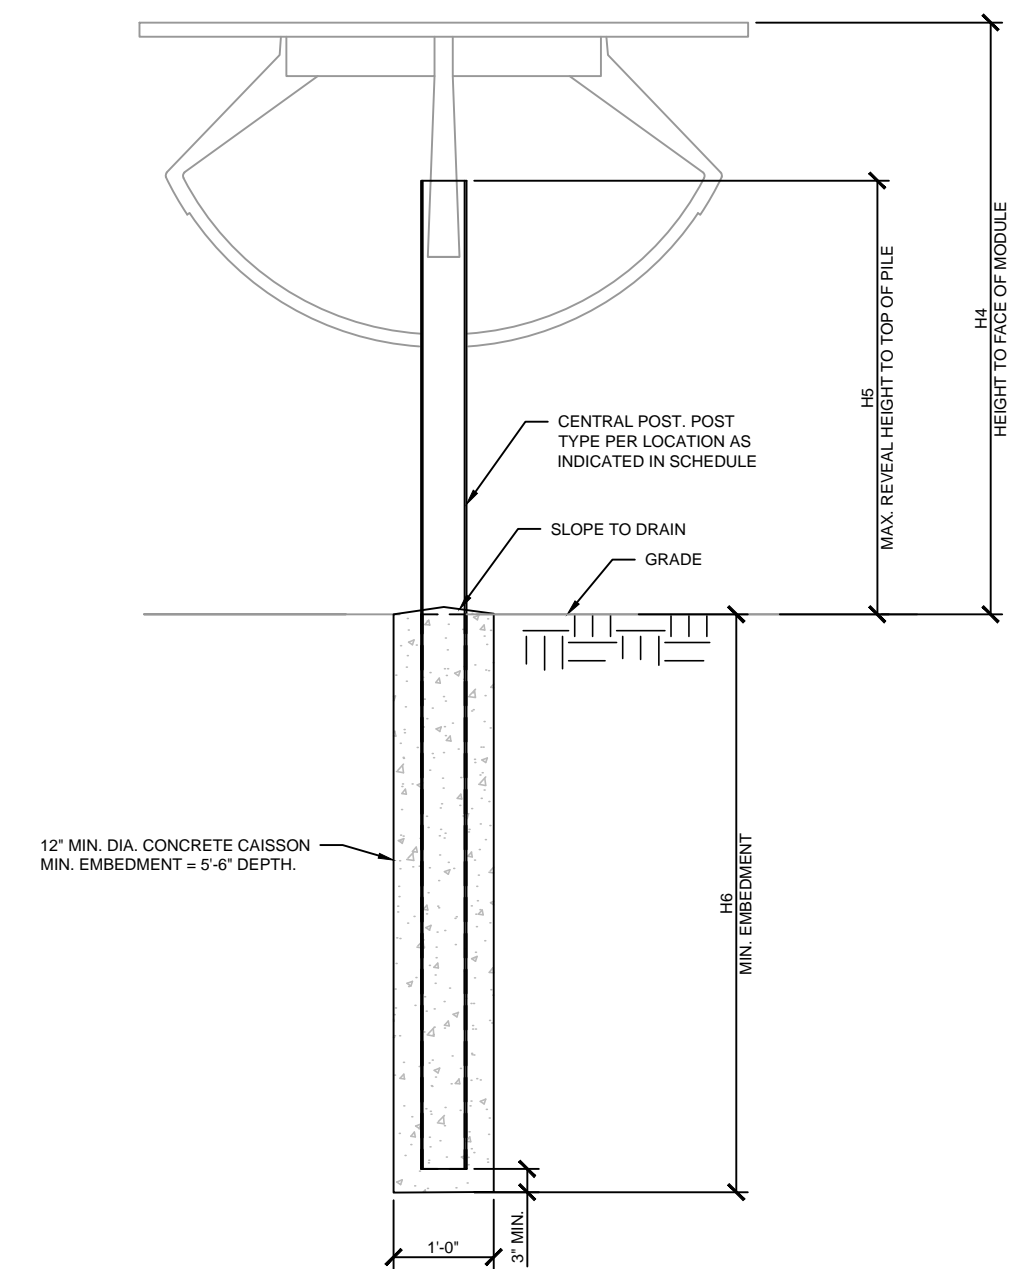 H4
HEIGHT TO FACE OF MODULE
H5
MAX. REVEAL HEIGHT TO TOP OF PILE
CENTRAL POST. POST
TYPE PER LOCATION AS
INDICATED IN SCHEDULE
SLOPE TO DRAIN
GRADE
12" MIN. DIA. CONCRETE CAISSON
MIN. EMBEDMENT = 5'-6" DEPTH.
H6
MIN. EMBEDMENT
3" MIN.
1'-0"